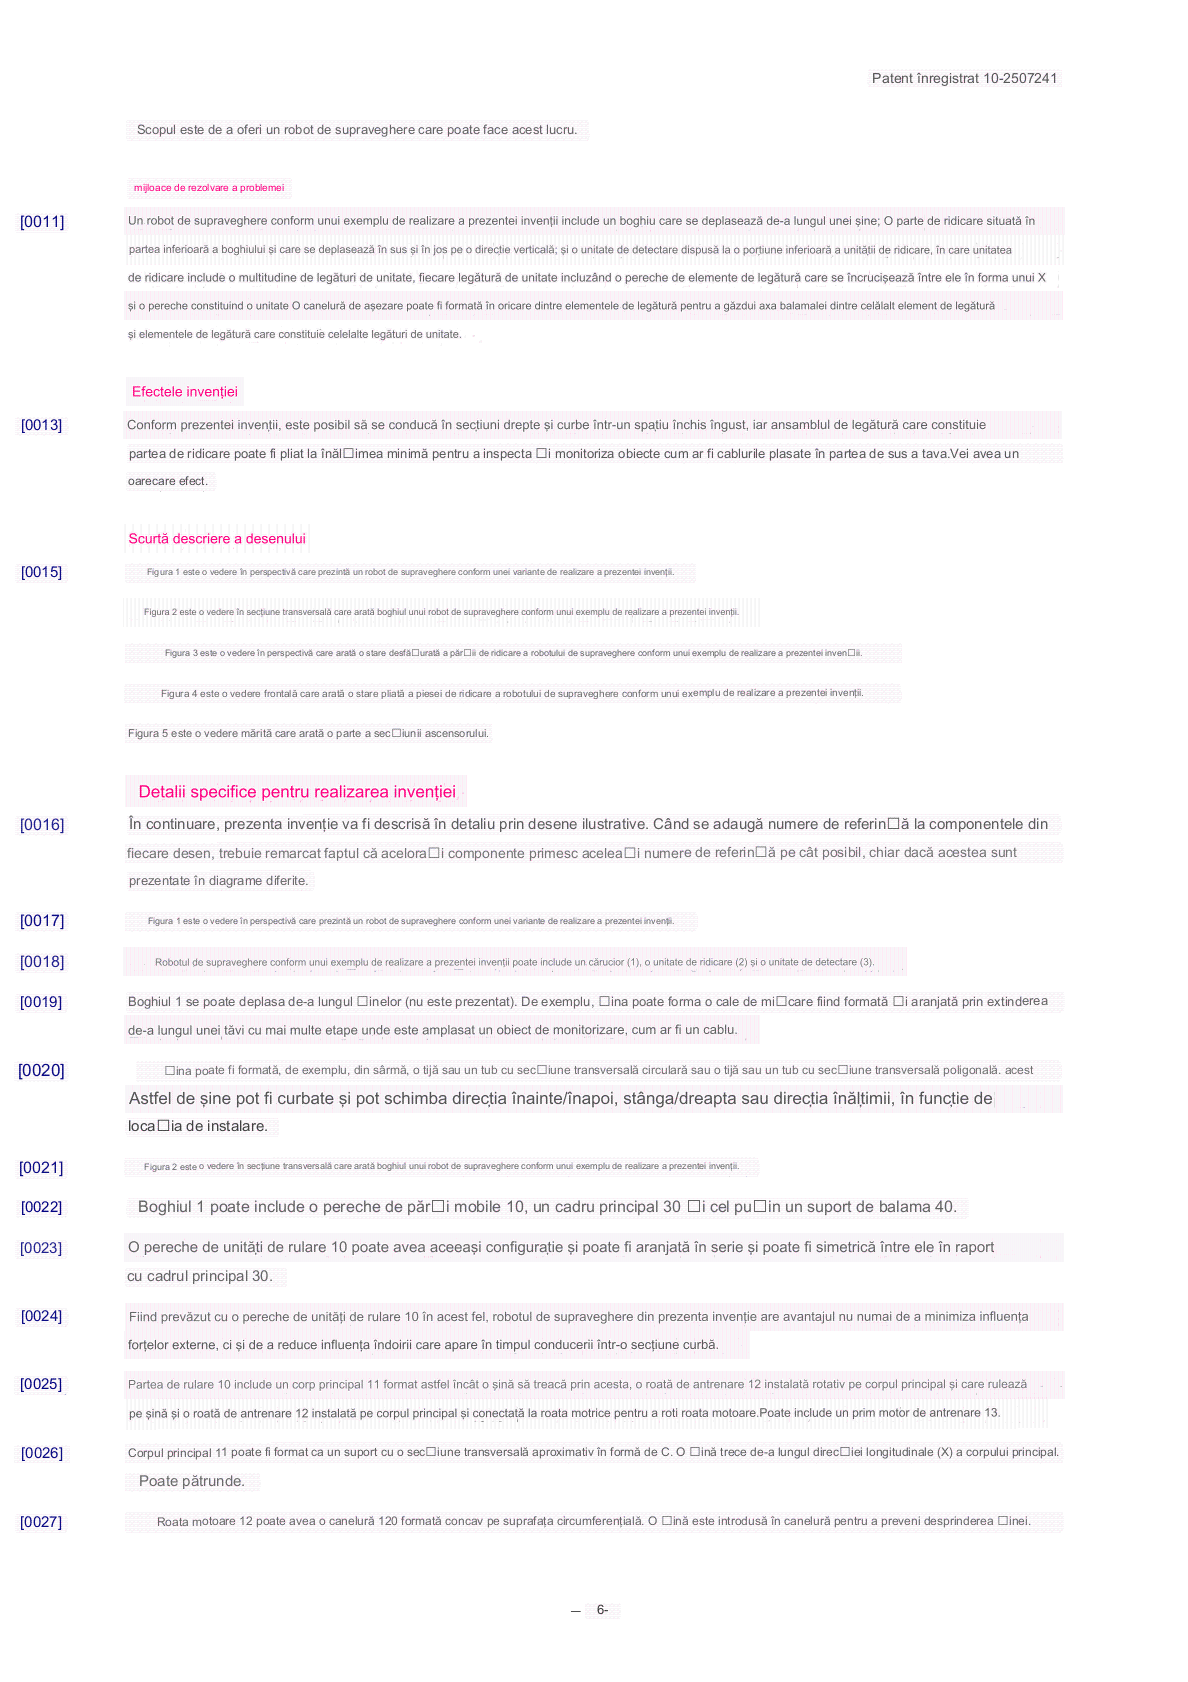 Patent înregistrat 10-2507241
Scopul este de a oferi un robot de supraveghere care poate face acest lucru.
mijloace de rezolvare a problemei
[0011] Un robot de supraveghere conform unui exemplu de realizare a prezentei invenții include un boghiu care se deplasează de-a lungul unei șine; O parte de ridicare situată în
partea inferioară a boghiului și care se deplasează în sus și în jos pe o direcție verticală; și o unitate de detectare dispusă la o porțiune inferioară a unității de ridicare, în care unitatea
de ridicare include o multitudine de legături de unitate, fiecare legătură de unitate incluzând o pereche de elemente de legătură care se încrucișează între ele în forma unui X
și o pereche constituind o unitate O canelură de așezare poate fi formată în oricare dintre elementele de legătură pentru a găzdui axa balamalei dintre celălalt element de legătură
și elementele de legătură care constituie celelalte legături de unitate.
Efectele invenției
[0013] Conform prezentei invenții, este posibil să se conducă în secțiuni drepte și curbe într-un spațiu închis îngust, iar ansamblul de legătură care constituie
partea de ridicare poate fi pliat la înăl□imea minimă pentru a inspecta □i monitoriza obiecte cum ar fi cablurile plasate în partea de sus a tava.Vei avea un
oarecare efect.
Scurtă descriere a desenului
[0015] Figura 1 este o vedere în perspectivă care prezintă un robot de supraveghere conform unei variante de realizare a prezentei invenții.
Figura 2 este o vedere în secțiune transversală care arată boghiul unui robot de supraveghere conform unui exemplu de realizare a prezentei invenții.
Figura 3 este o vedere în perspectivă care arată o stare desfă□urată a păr□ii de ridicare a robotului de supraveghere conform unui exemplu de realizare a prezentei inven□ii.
Figura 4 este o vedere frontală care arată o stare pliată a piesei de ridicare a robotului de supraveghere conform unui exemplu de realizare a prezentei invenții.
Figura 5 este o vedere mărită care arată o parte a sec□iunii ascensorului.
Detalii specifice pentru realizarea invenției
[0016] În continuare, prezenta invenție va fi descrisă în detaliu prin desene ilustrative. Când se adaugă numere de referin□ă la componentele din
fiecare desen, trebuie remarcat faptul că acelora□i componente primesc acelea□i numere de referin□ă pe cât posibil, chiar dacă acestea sunt
prezentate în diagrame diferite.
[0017] Figura 1 este o vedere în perspectivă care prezintă un robot de supraveghere conform unei variante de realizare a prezentei invenții.
[0018] Robotul de supraveghere conform unui exemplu de realizare a prezentei invenții poate include un cărucior (1), o unitate de ridicare (2) și o unitate de detectare (3).
[0019] Boghiul 1 se poate deplasa de-a lungul □inelor (nu este prezentat). De exemplu, □ina poate forma o cale de mi□care fiind formată □i aranjată prin extinderea
de-a lungul unei tăvi cu mai multe etape unde este amplasat un obiect de monitorizare, cum ar fi un cablu.
[0020] □ina poate fi formată, de exemplu, din sârmă, o tijă sau un tub cu sec□iune transversală circulară sau o tijă sau un tub cu sec□iune transversală poligonală. acest
Astfel de șine pot fi curbate și pot schimba direcția înainte/înapoi, stânga/dreapta sau direcția înălțimii, în funcție de
loca□ia de instalare.
[0021] Figura 2 este o vedere în secțiune transversală care arată boghiul unui robot de supraveghere conform unui exemplu de realizare a prezentei invenții.
[0022] Boghiul 1 poate include o pereche de păr□i mobile 10, un cadru principal 30 □i cel pu□in un suport de balama 40.
[0023] O pereche de unități de rulare 10 poate avea aceeași configurație și poate fi aranjată în serie și poate fi simetrică între ele în raport
cu cadrul principal 30.
[0024] Fiind prevăzut cu o pereche de unități de rulare 10 în acest fel, robotul de supraveghere din prezenta invenție are avantajul nu numai de a minimiza influența
forțelor externe, ci și de a reduce influența îndoirii care apare în timpul conducerii într-o secțiune curbă.
[0025] Partea de rulare 10 include un corp principal 11 format astfel încât o șină să treacă prin acesta, o roată de antrenare 12 instalată rotativ pe corpul principal și care rulează
pe șină și o roată de antrenare 12 instalată pe corpul principal și conectată la roata motrice pentru a roti roata motoare.Poate include un prim motor de antrenare 13.
[0026] Corpul principal 11 poate fi format ca un suport cu o sec□iune transversală aproximativ în formă de C. O □ină trece de-a lungul direc□iei longitudinale (X) a corpului principal.
Poate pătrunde.
[0027] Roata motoare 12 poate avea o canelură 120 formată concav pe suprafața circumferențială. O □ină este introdusă în canelură pentru a preveni desprinderea □inei.
— 6-